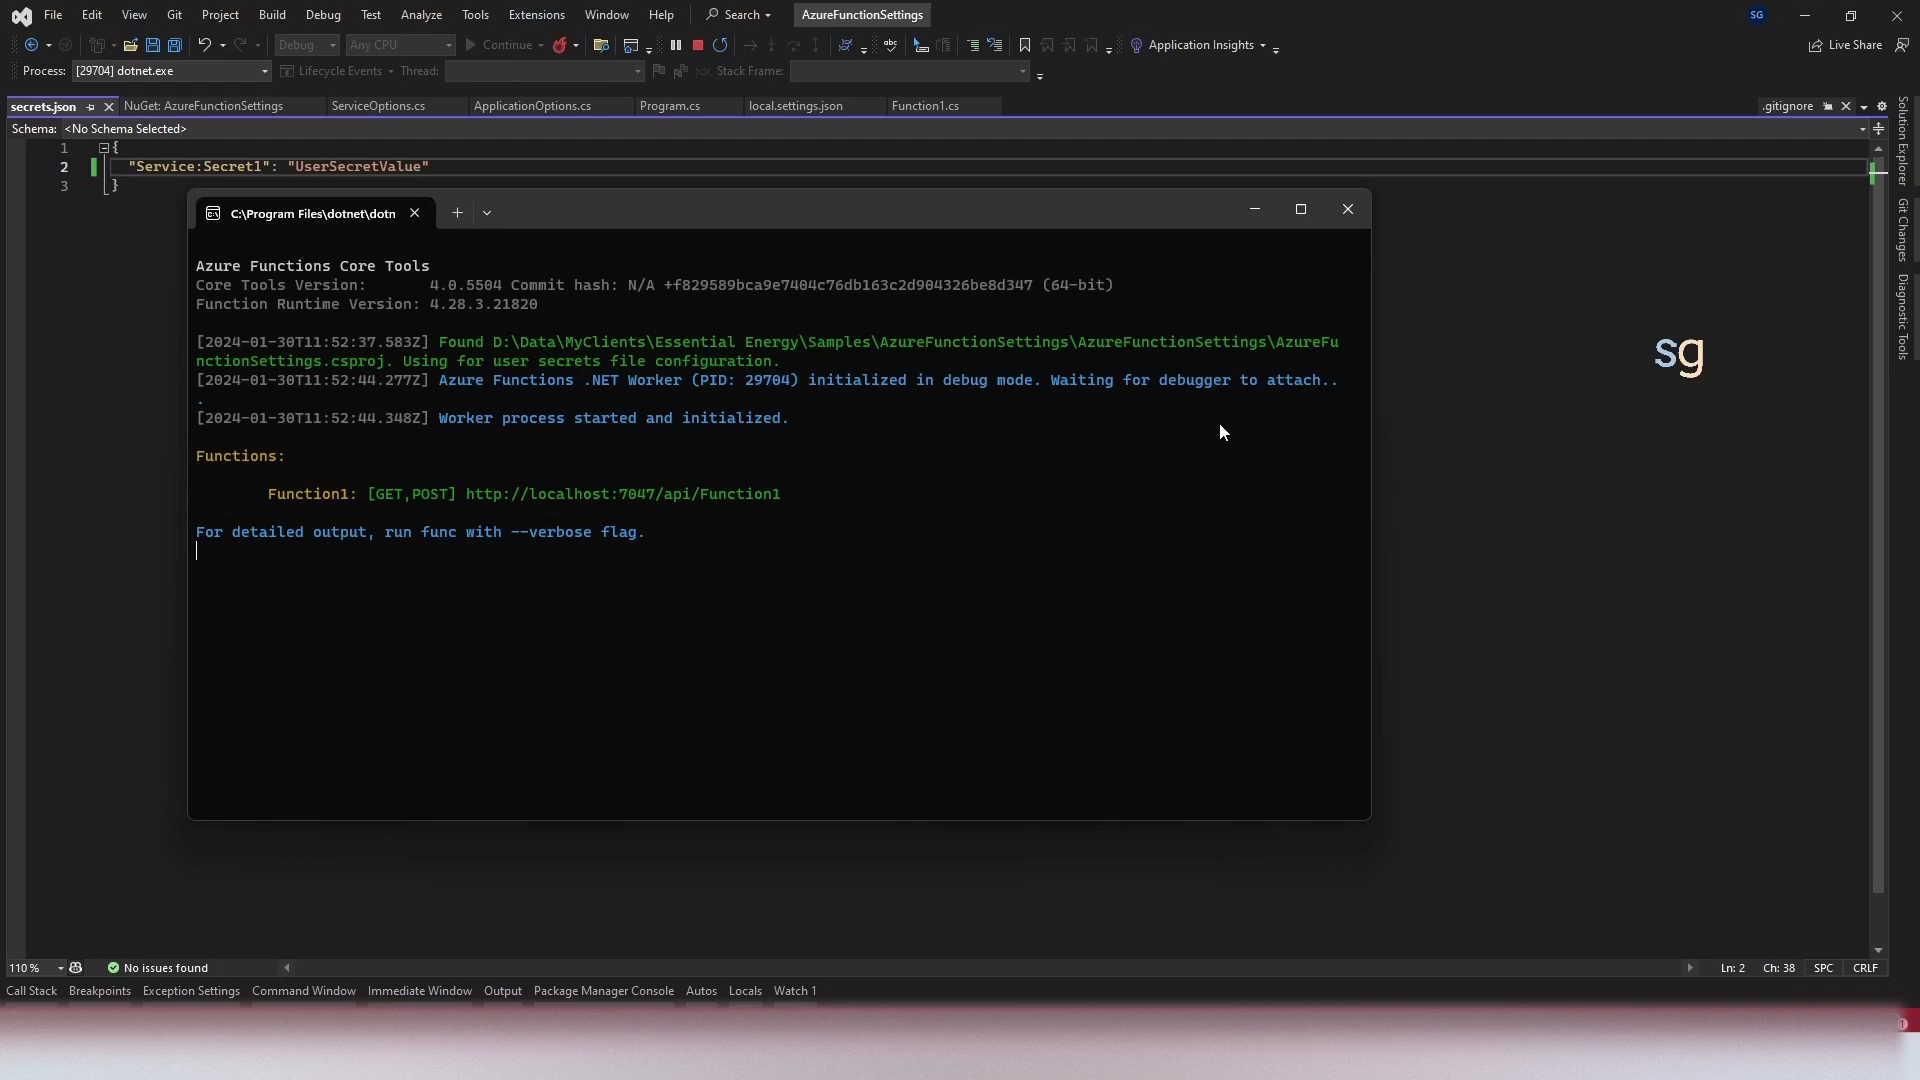 File Edit View Git Project Build Debug Test Analyze Tools Extensions Window Help Search AzureFunctionSettings SG
Debug Any CPU Continue Application Insights Live Share
Process: [29704] dotnet.exe Lifecycle Events Thread: Stack Frame:
secrets.json NuGet: AzureFunctionSettings ServiceOptions.cs ApplicationOptions.cs Program.cs local.settings.json Function1.cs .gitignore
Schema: <No Schema Selected>
1 {
2 "Service:Secret1": "UserSecretValue"
3 }
C:\Program Files\dotnet\dotn
Azure Functions Core Tools
Core Tools Version: 4.0.5504 Commit hash: N/A +f829589bca9e7404c76db163c2d904326be8d347 (64-bit)
Function Runtime Version: 4.28.3.21820
[2024-01-30T11:52:37.583Z] Found D:\Data\MyClients\Essential Energy\Samples\AzureFunctionSettings\AzureFunctionSettings\AzureFu
nctionSettings.csproj. Using for user secrets file configuration.
[2024-01-30T11:52:44.277Z] Azure Functions .NET Worker (PID: 29704) initialized in debug mode. Waiting for debugger to attach..
.
[2024-01-30T11:52:44.348Z] Worker process started and initialized.
Functions:
Function1: [GET,POST] http://localhost:7047/api/Function1
For detailed output, run func with --verbose flag.
sg
Solution Explorer
Git Changes
Diagnostic Tools
110 % No issues found Ln: 2 Ch: 38 SPC CRLF
Call Stack Breakpoints Exception Settings Command Window Immediate Window Output Package Manager Console Autos Locals Watch 1